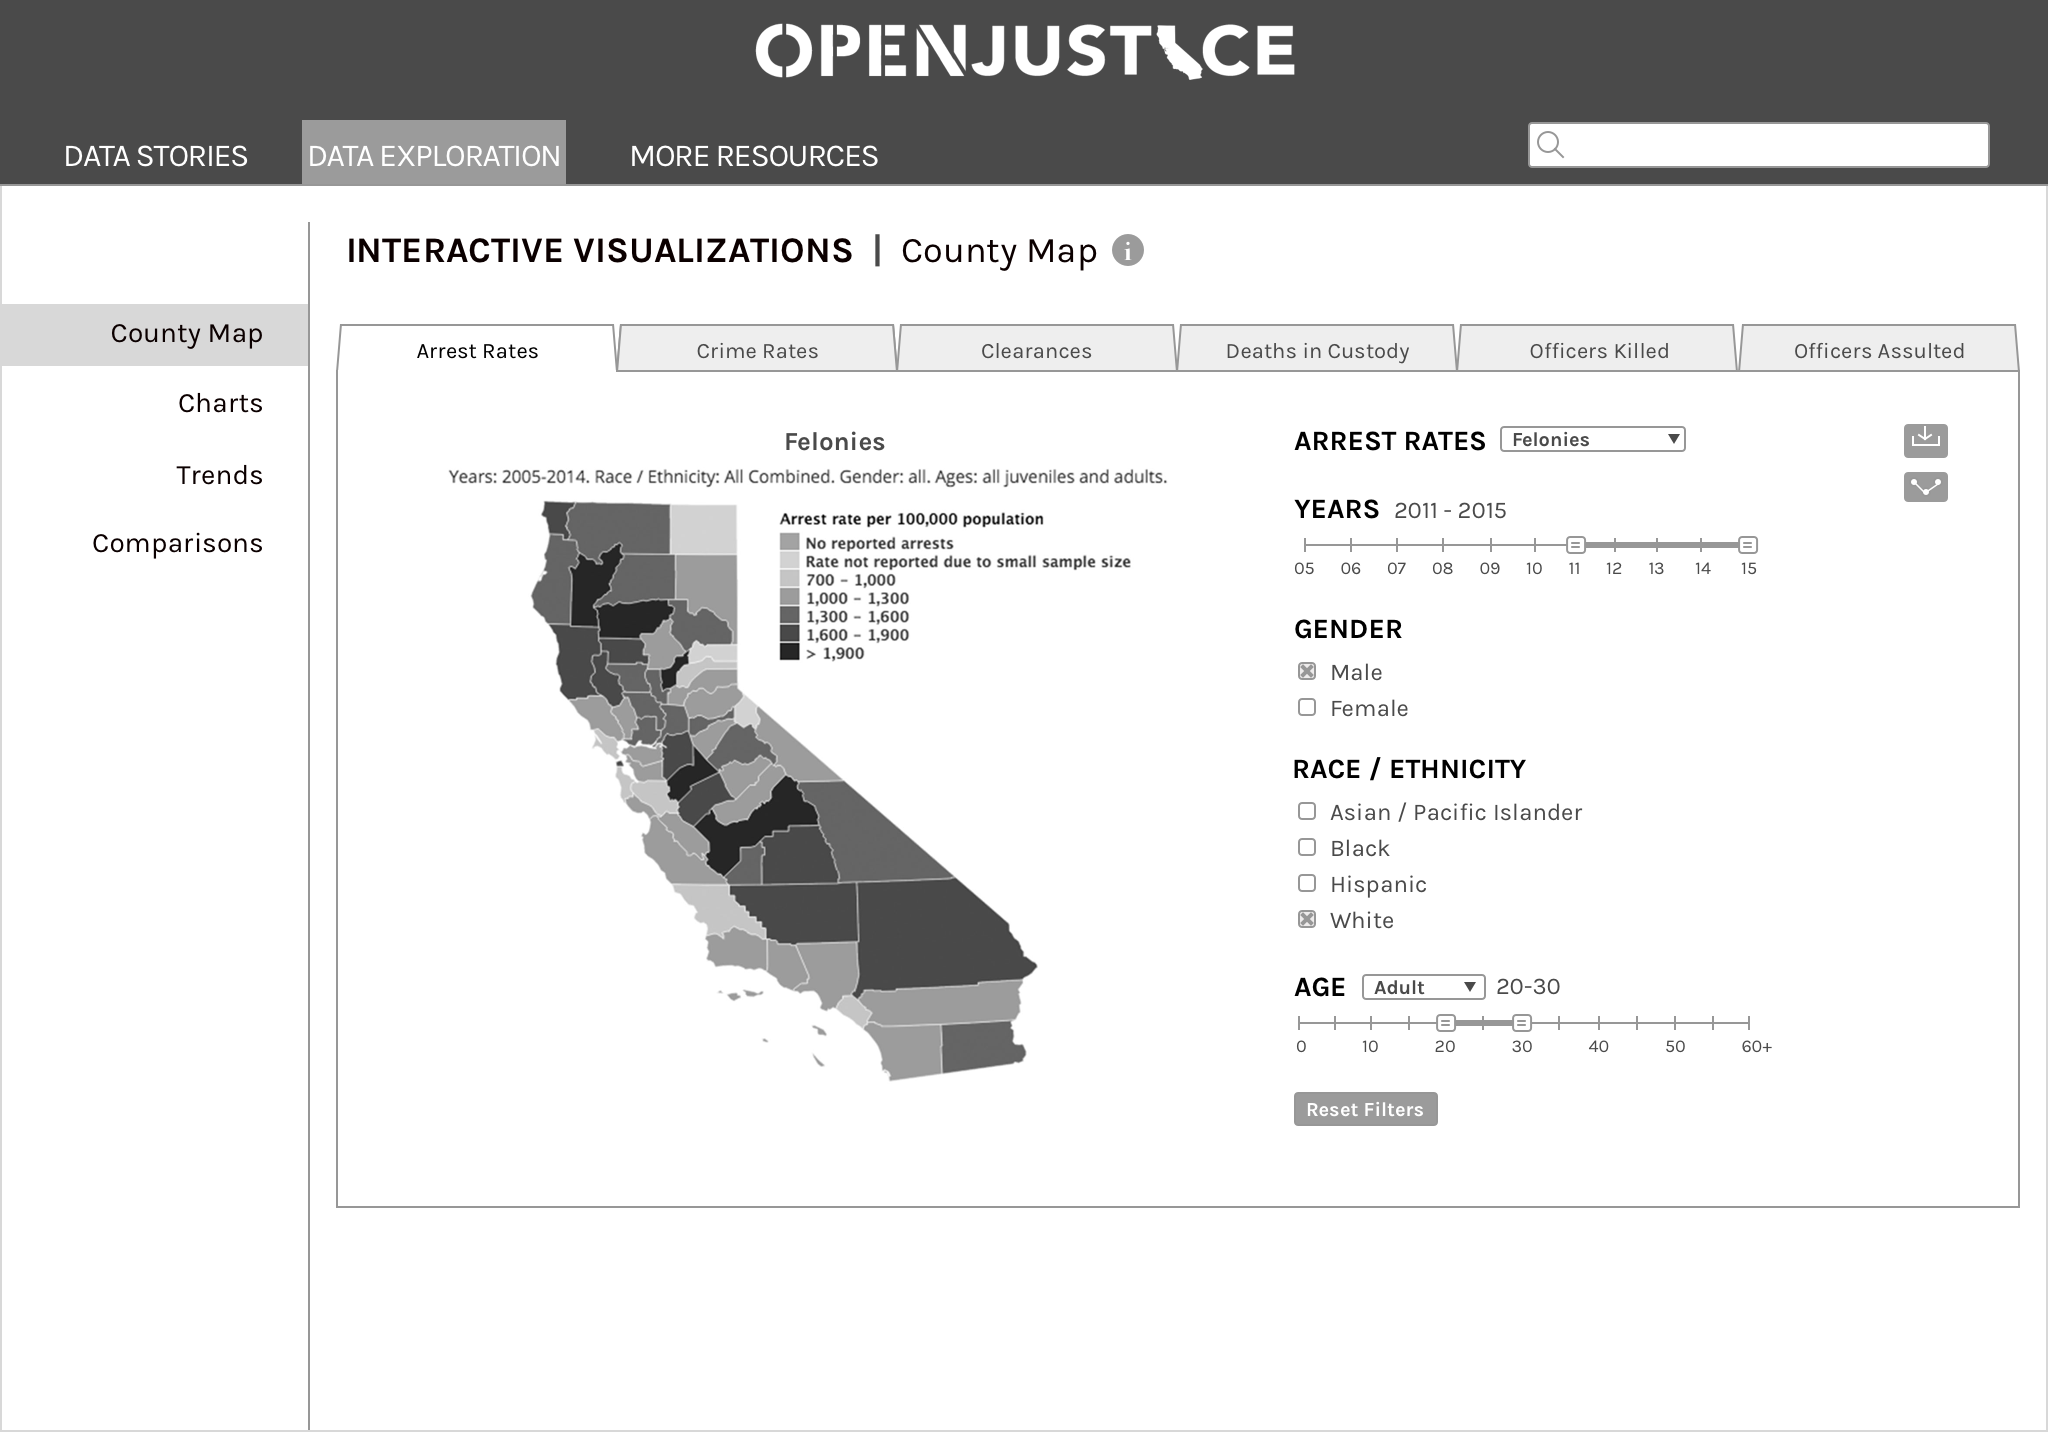 OPENJUSTICE
DATA STORIES
DATA EXPLORATION
MORE RESOURCES
INTERACTIVE VISUALIZATIONS | County Map i
County Map
Charts
Trends
Comparisons
Arrest Rates
Crime Rates
Clearances
Deaths in Custody
Officers Killed
Officers Assulted
Felonies
Years: 2005-2014. Race / Ethnicity: All Combined. Gender: all. Ages: all juveniles and adults.
Arrest rate per 100,000 population
No reported arrests
Rate not reported due to small sample size
700 – 1,000
1,000 – 1,300
1,300 – 1,600
1,600 – 1,900
> 1,900
ARREST RATES Felonies
YEARS 2011 - 2015
05 06 07 08 09 10 11 12 13 14 15
GENDER
Male
Female
RACE / ETHNICITY
Asian / Pacific Islander
Black
Hispanic
White
AGE Adult 20-30
0 10 20 30 40 50 60+
Reset Filters